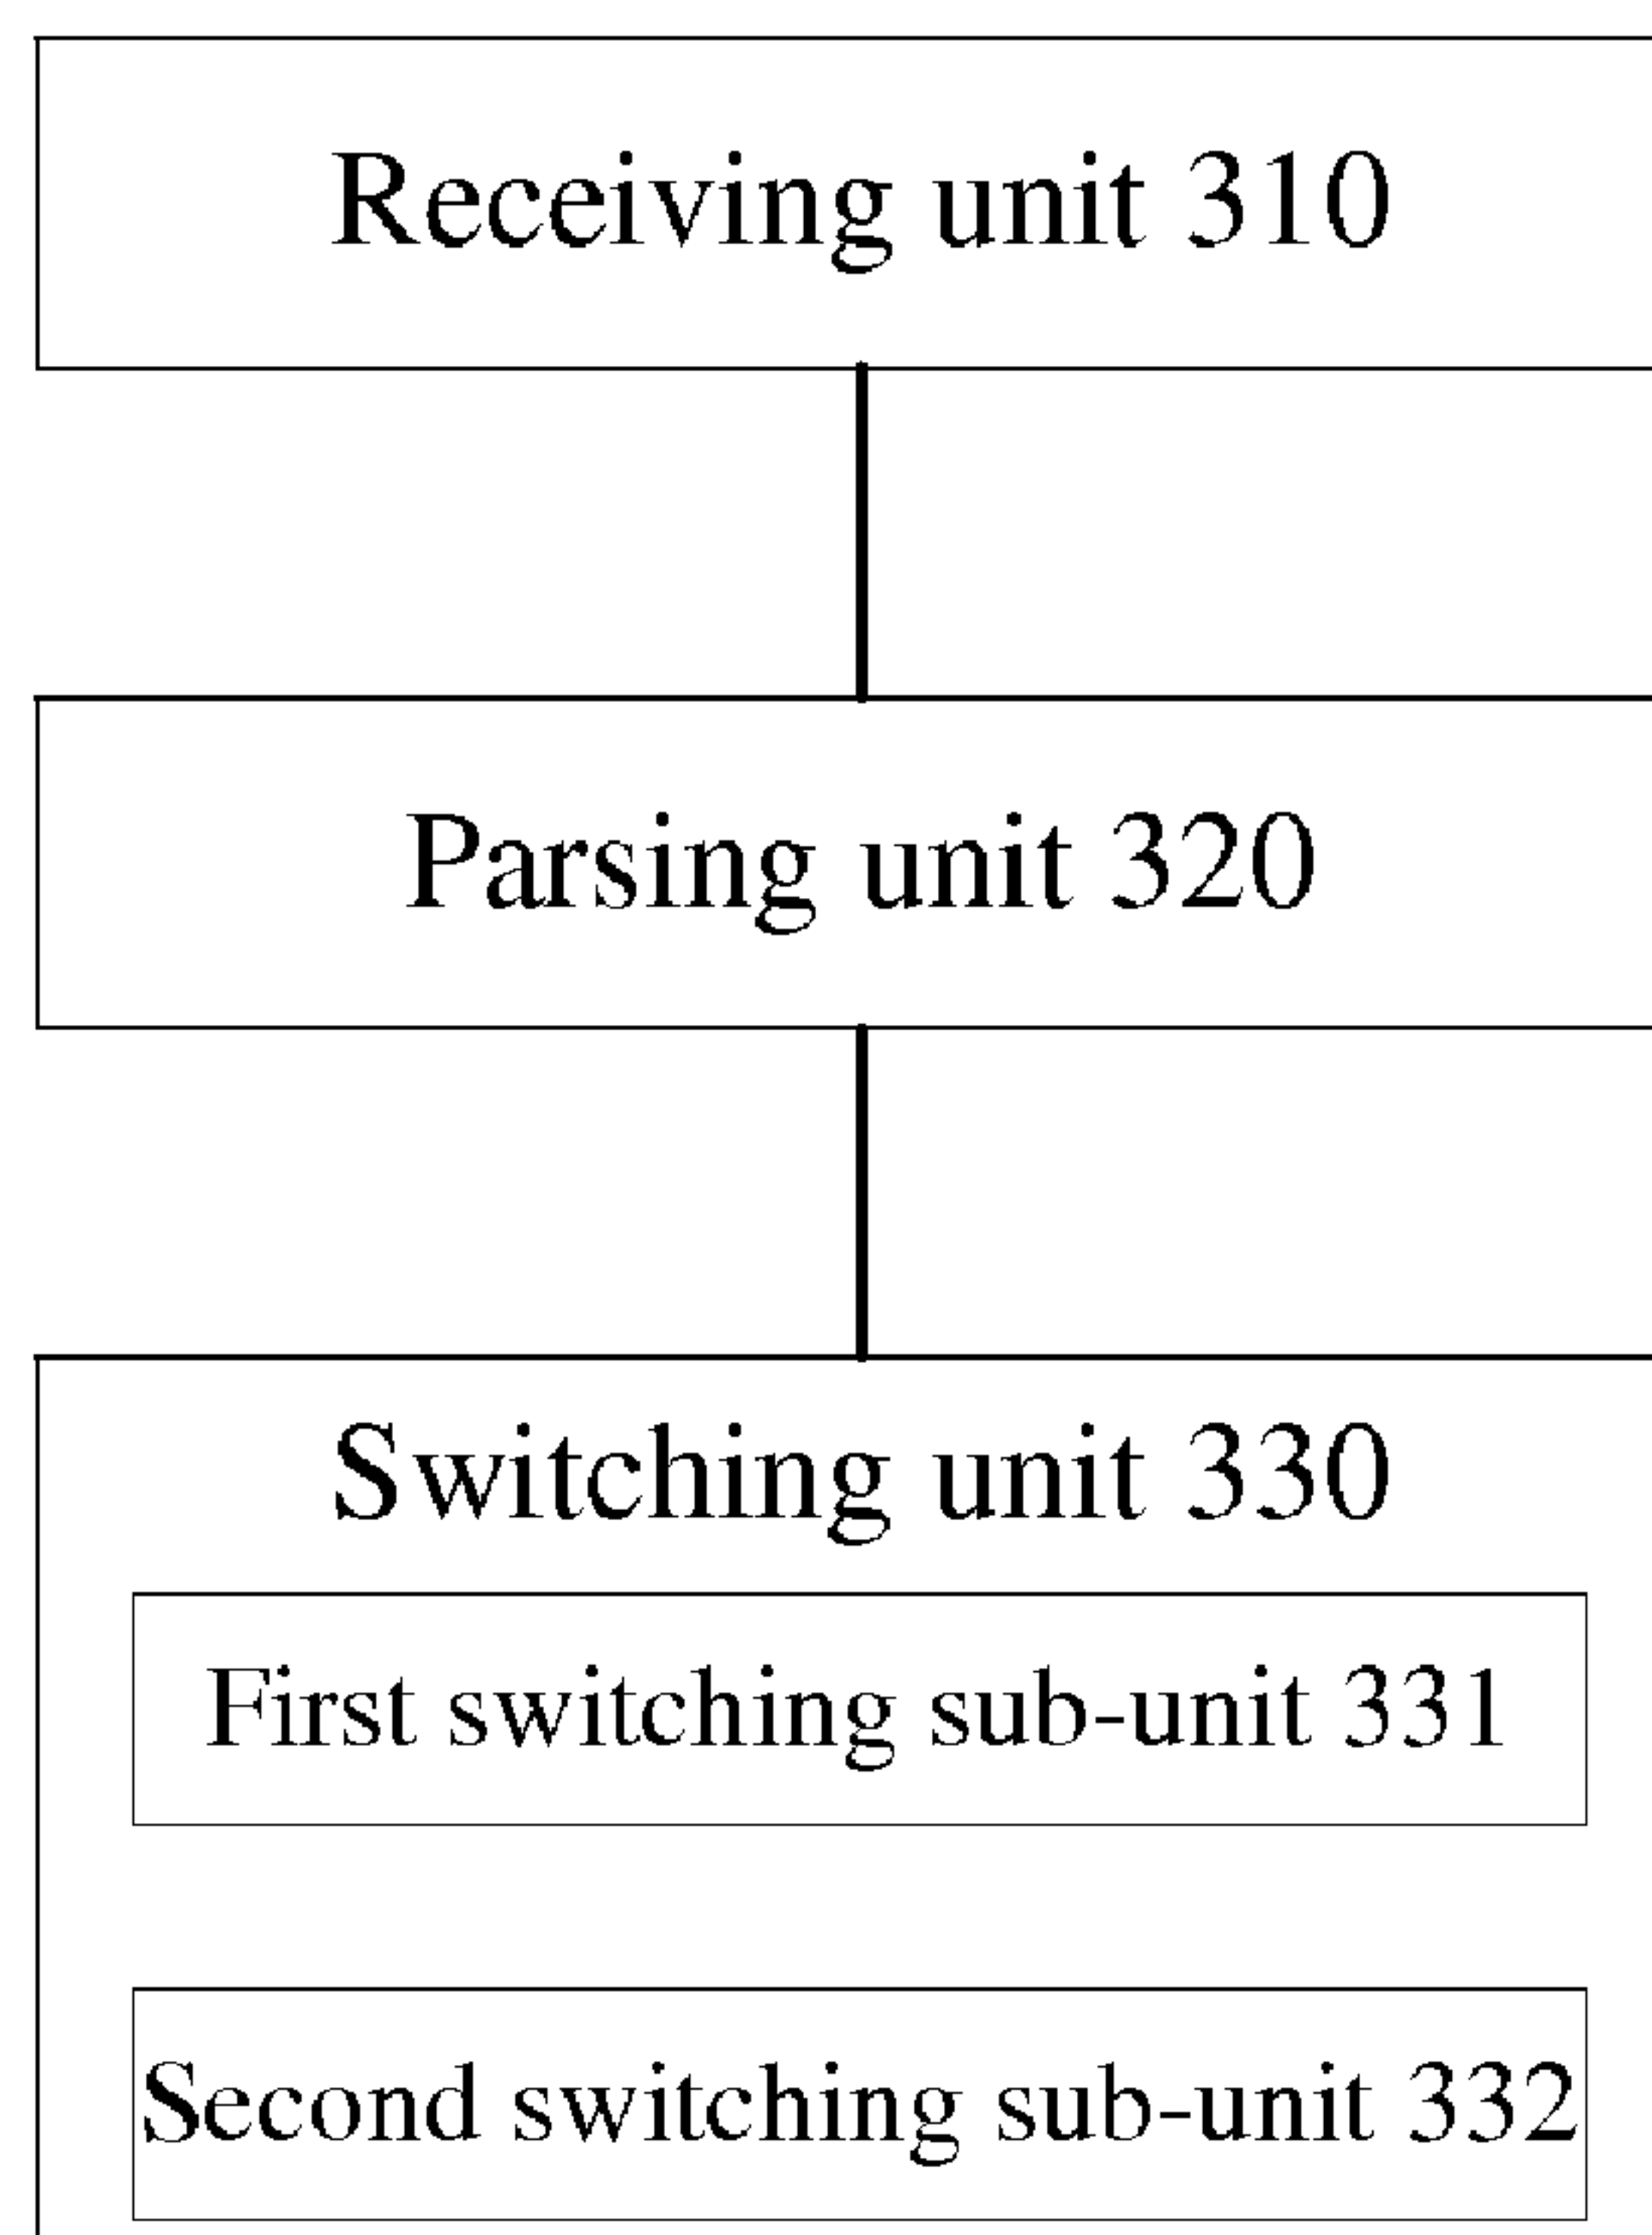 Receiving unit 310
Parsing unit 320
Switching unit 330
First switching sub-unit 331
Second switching sub-unit 332